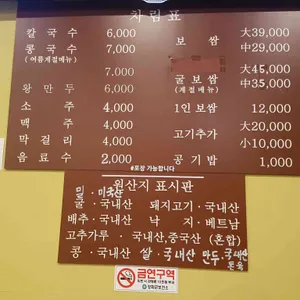 차 림 표
칼 국 수 6,000
콩 국 수 7,000
(여름계절메뉴)
7,000
왕 만 두 6,000
소 주 4,000
맥 주 4,000
막 걸 리 4,000
음 료 수 2,000
보 쌈 大39,000
中29,000
굴 보 쌈 大45,000
(계절메뉴) 中35,000
1인 보쌈 12,000
고기추가 大20,000
小10,000
공 기 밥 1,000
#포장 가능합니다
원산지 표시판
밀·미국산
굴·국내산 돼지고기·국내산
배추·국내산 낙 지·베트남
고추가루·국내산,중국산 (혼합)
콩·국내산 쌀·국내산 만두·국내산
돈육
금연구역